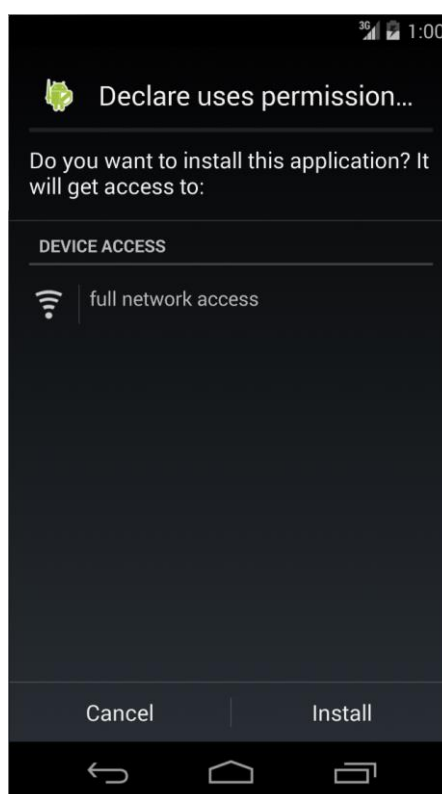 3G 1:00
Declare uses permission...
Do you want to install this application? It
will get access to:
DEVICE ACCESS
full network access
Cancel Install